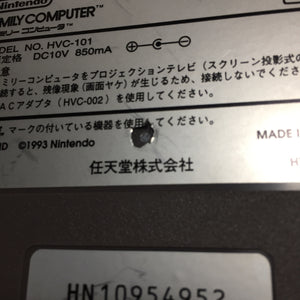 Nintendo
FAMILY COMPUTER™
ミリー コンピュータ
DEL NO. HVC-101
定格 DC10V 850mA
注意
ミリーコンピュータをプロジェクションテレビ(スクリーン投影式の
に接続すると、残像現象(画面ヤケ)が生じるため、接続しないでくださ
ACアダプタ(HVC-002)を使用してください。
マークの付いている機器を使用してください。
©1993 Nintendo
MADE I
任天堂株式会社
HV
HN10954952